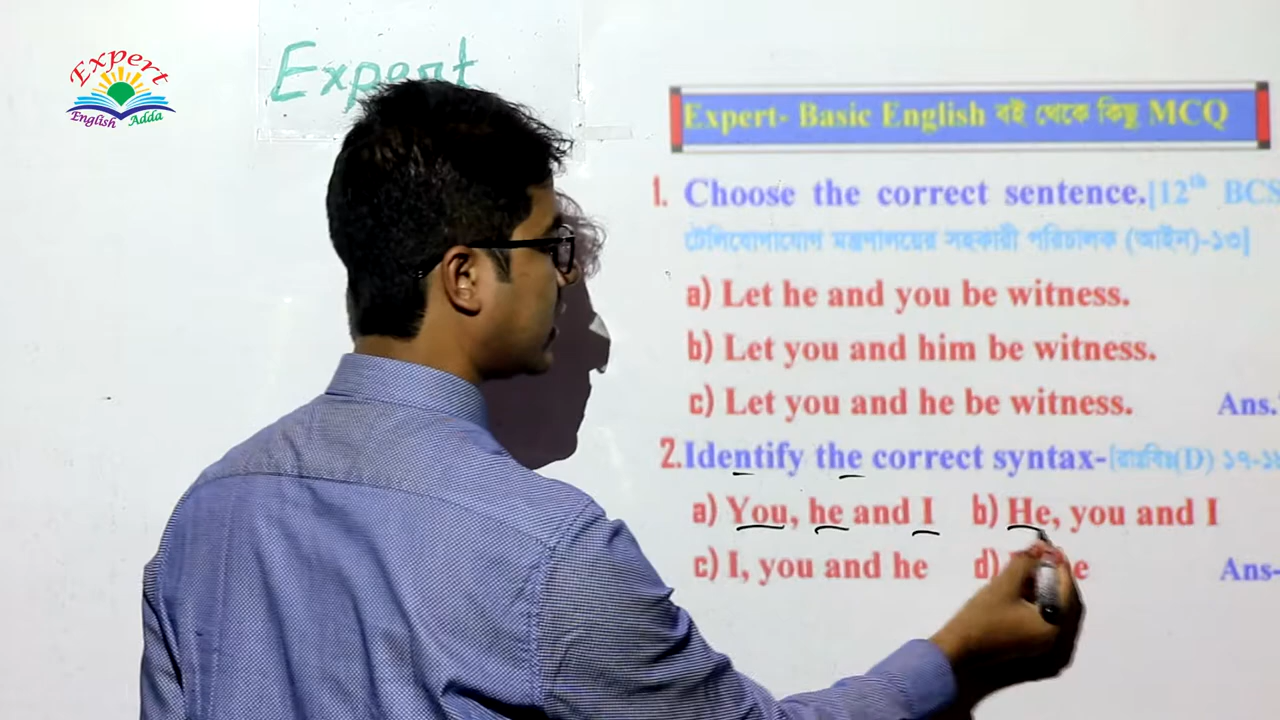 Expert
English Adda
Expert
Expert- Basic English বই থেকে কিছু MCQ
1. Choose the correct sentence.[12th BCS
টেলিযোগাযোগ মন্ত্রণালয়ের সহকারী পরিচালক (আইন)-১৩]
a) Let he and you be witness.
b) Let you and him be witness.
c) Let you and he be witness. Ans.
2.Identify the correct syntax-[রাঃবিঃ(D) ১৭-১৮
a) You, he and I b) He, you and I
c) I, you and he d) Ans-